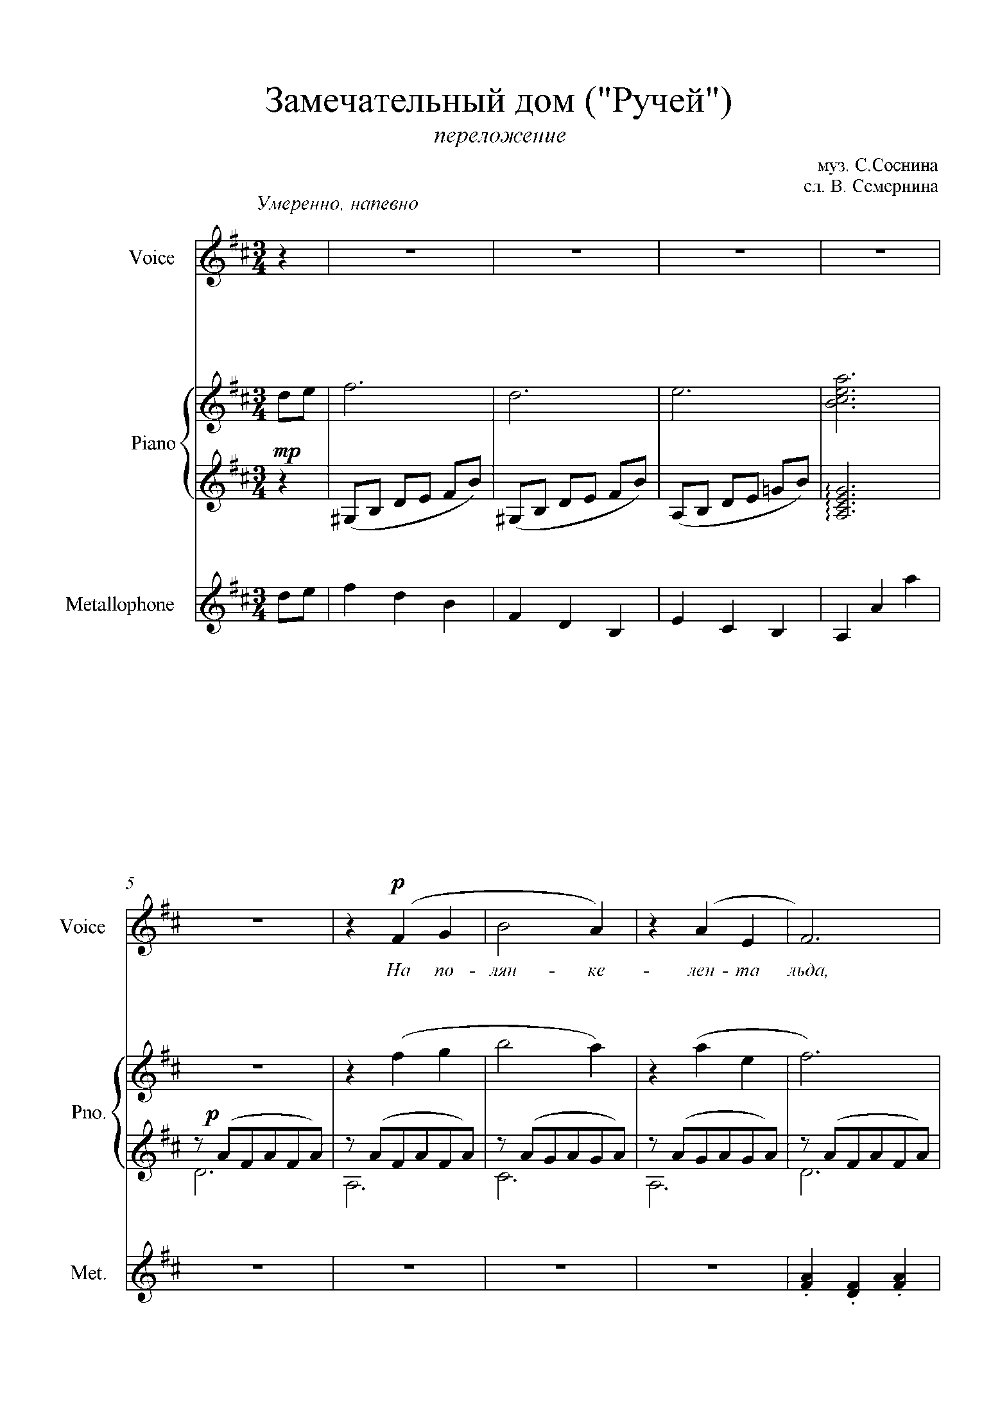 Замечательный дом ("Ручей")
переложение
муз. С.Соснина
сл. В. Семернина
Умеренно, напевно
Voice
Piano
mp
Metallophone
5
p
Voice
На по - лян - ке - лен - та льда,
Pno.
p
Met.